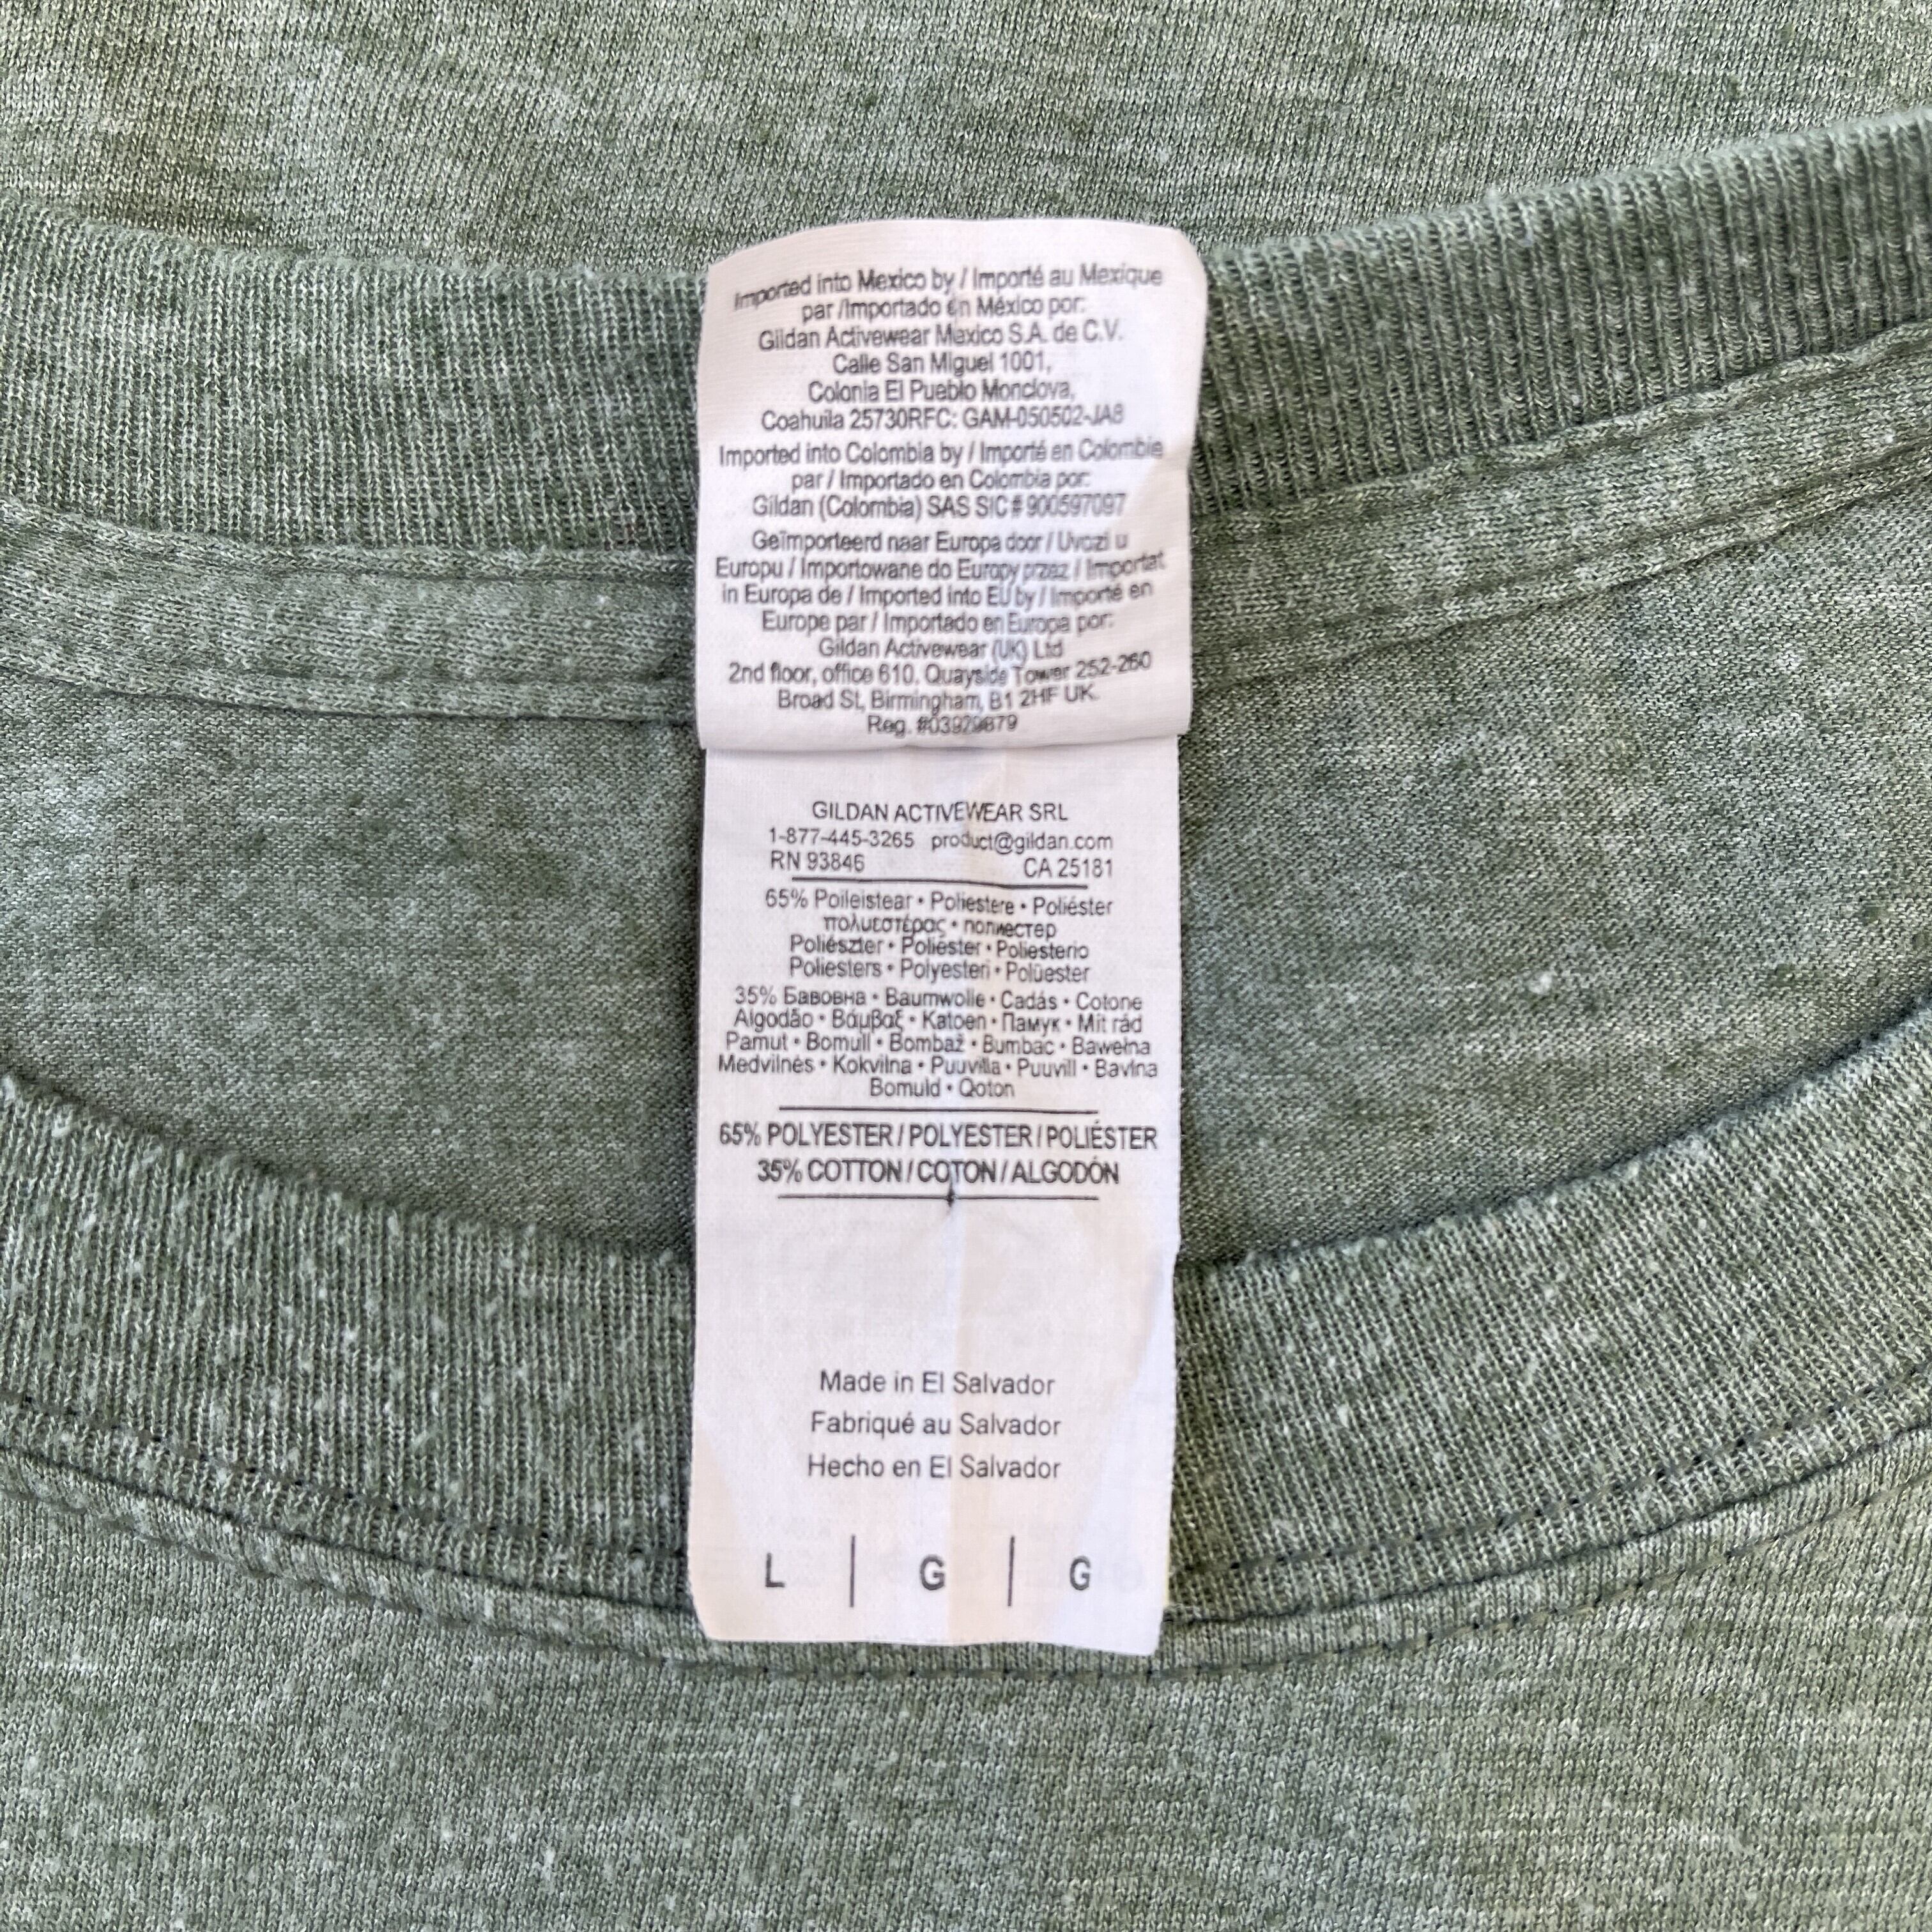 Imported into Mexico by / Importé au Mexique
par /Importado en México por:
Gildan Activewear Mexico S.A. de C.V.
Calle San Miguel 1001,
Colonia El Pueblo Monclova,
Coahuila 25730RFC: GAM-050502-JA8
Imported into Colombia by / Importé en Colombie
par / Importado en Colombia por:
Gildan (Colombia) SAS SIC # 900597097
Geïmporteerd naar Europa door / Uvozi u
Europu / Importowane do Europy przez / Importat
in Europa de / Imported into EU by / Importé en
Europe par / Importado en Europa por:
Gildan Activewear (UK) Ltd
2nd floor, office 610, Quayside Tower 252-260
Broad St, Birmingham, B1 2HF UK.
Reg. #03929879
GILDAN ACTIVEWEAR SRL
1-877-445-3265 product@gildan.com
RN 93846 CA 25181
65% Poileistear • Poliestere • Poliéster
πολυεστέρας • полиестер
Poliészter • Poliėster • Poliesterio
Poliesters • Polyesteri • Polüester
35% Бавовна • Baumwolle • Cadás • Cotone
Algodão • Βάμβαξ • Katoen • Памук • Mit rád
Pamut • Bomull • Bombaž • Bumbac • Bawełna
Medvilnės • Kokvilna • Puuvilla • Puuvill • Bavlna
Bomuld • Qoton
65% POLYESTER / POLYESTER / POLIÉSTER
35% COTTON / COTON / ALGODÓN
Made in El Salvador
Fabriqué au Salvador
Hecho en El Salvador
L | G | G